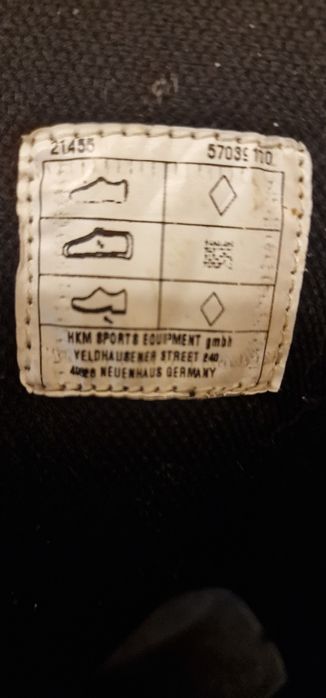 21455 57039 110
HKM SPORTS EQUIPMENT gmbh
VELDHAUSENER STREET 240
NEUENHAUS GERMANY